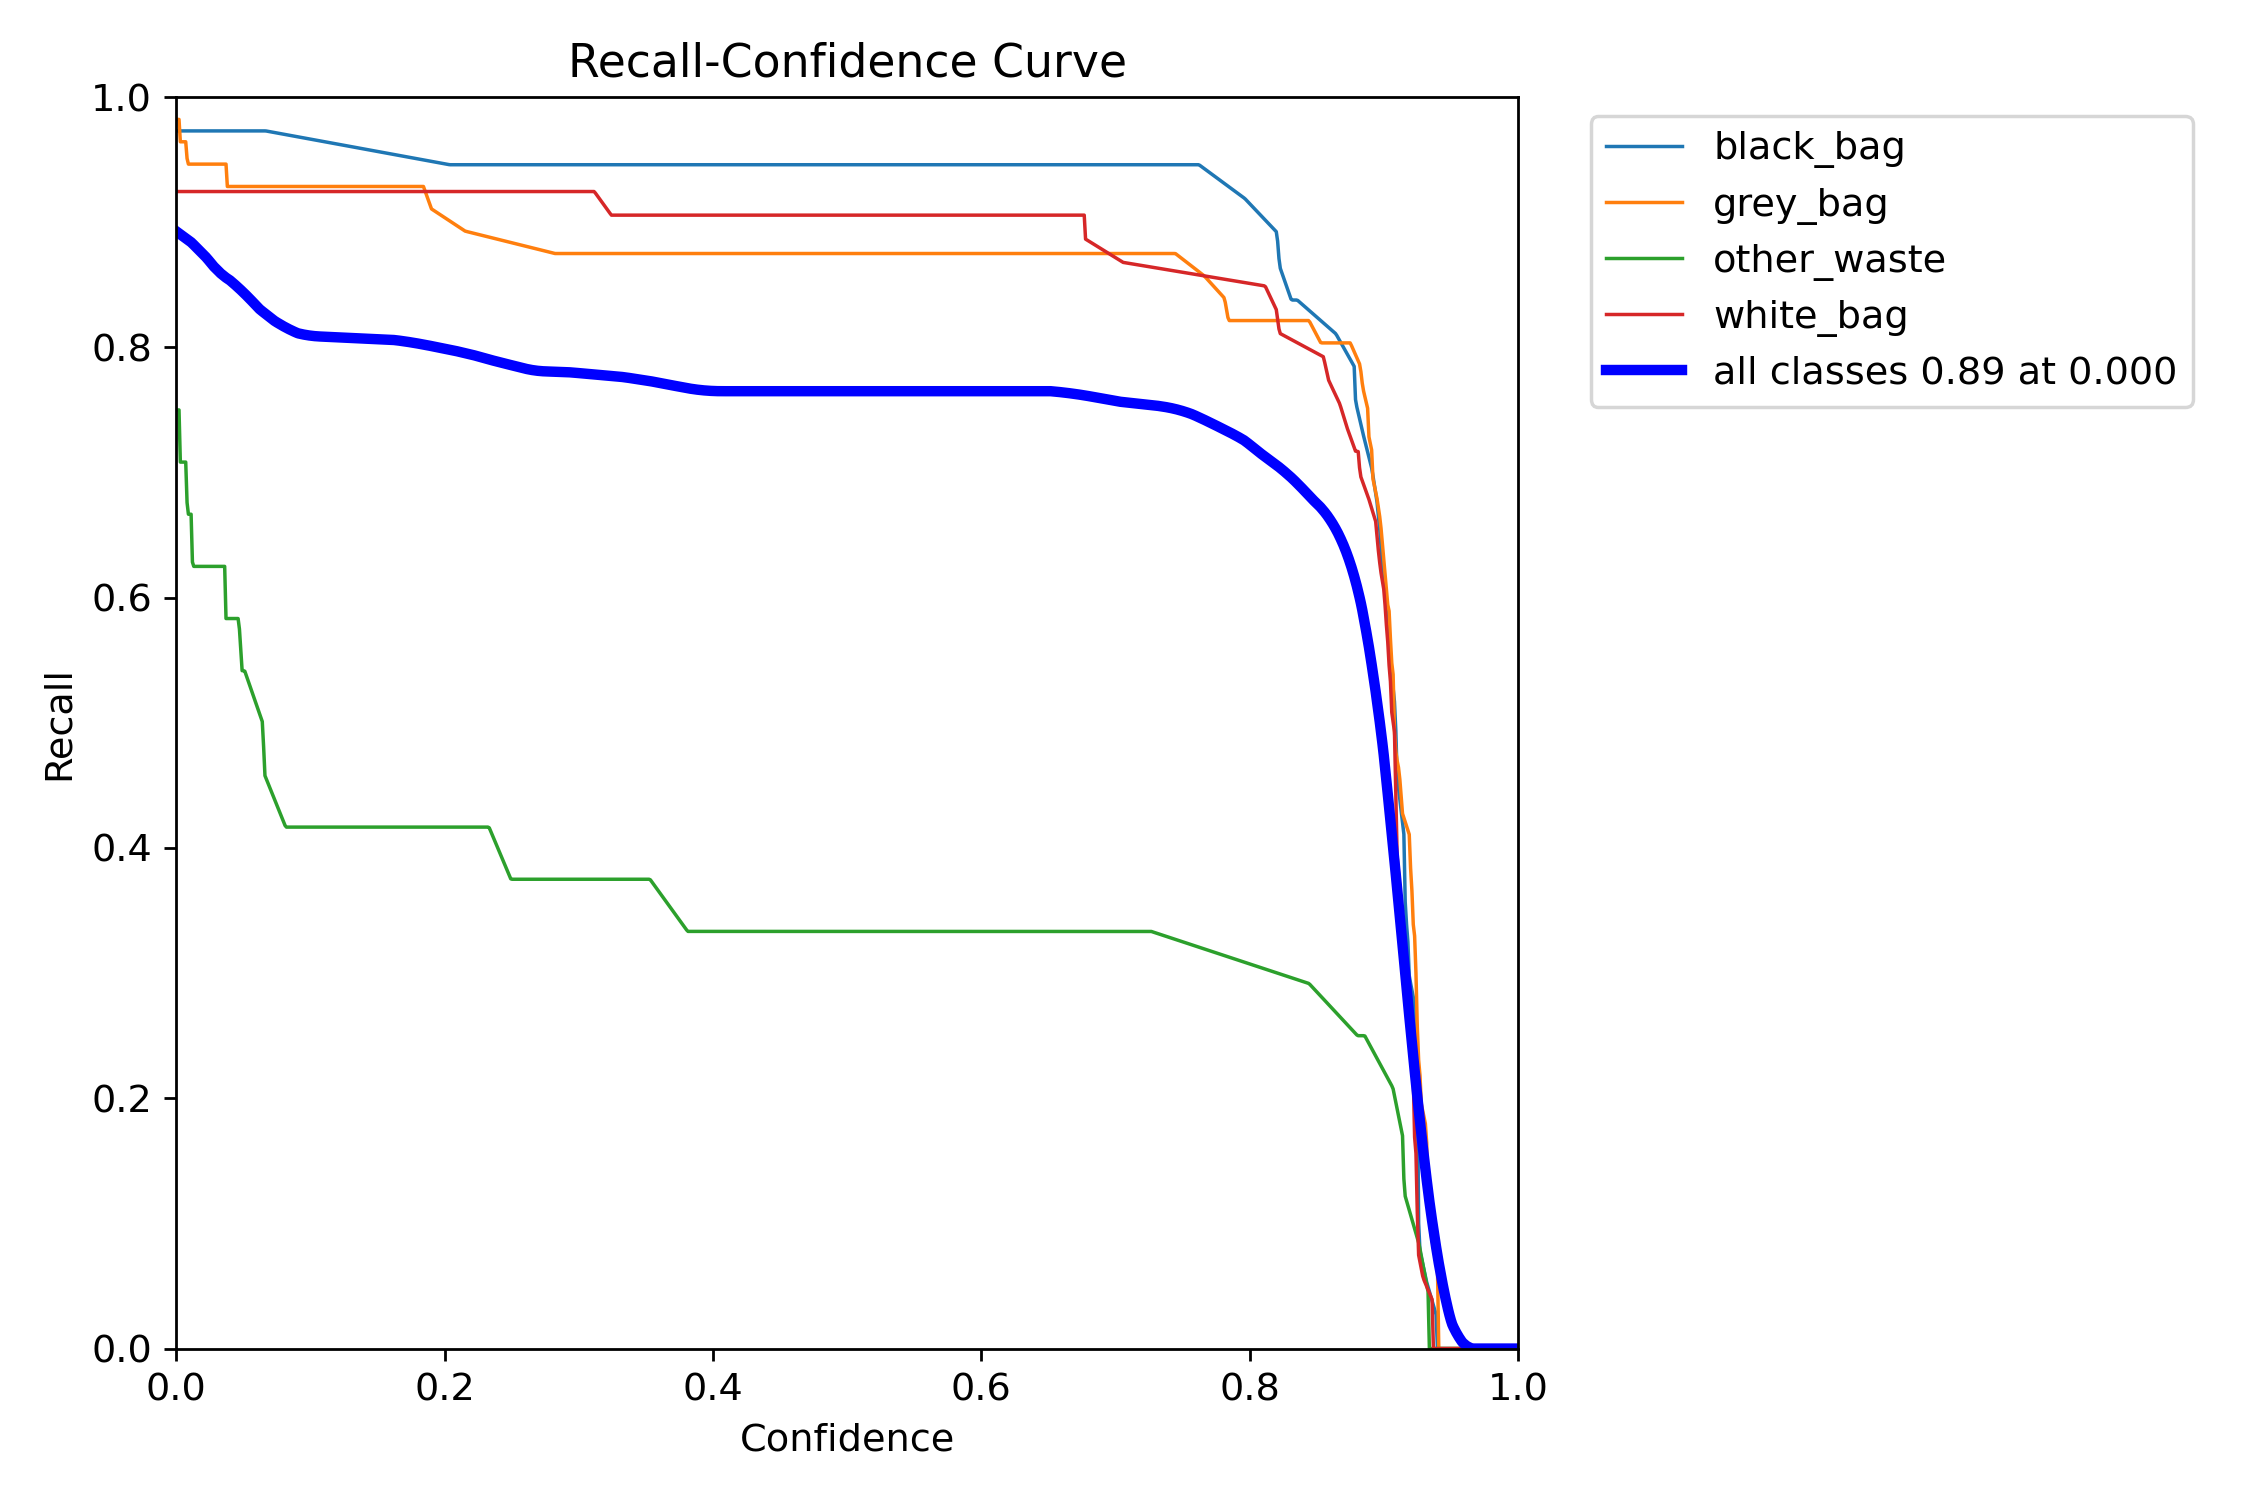 Recall-Confidence Curve
1.0
0.8
0.6
0.4
0.2
0.0
Recall
0.0 0.2 0.4 0.6 0.8 1.0
Confidence
black_bag
grey_bag
other_waste
white_bag
all classes 0.89 at 0.000